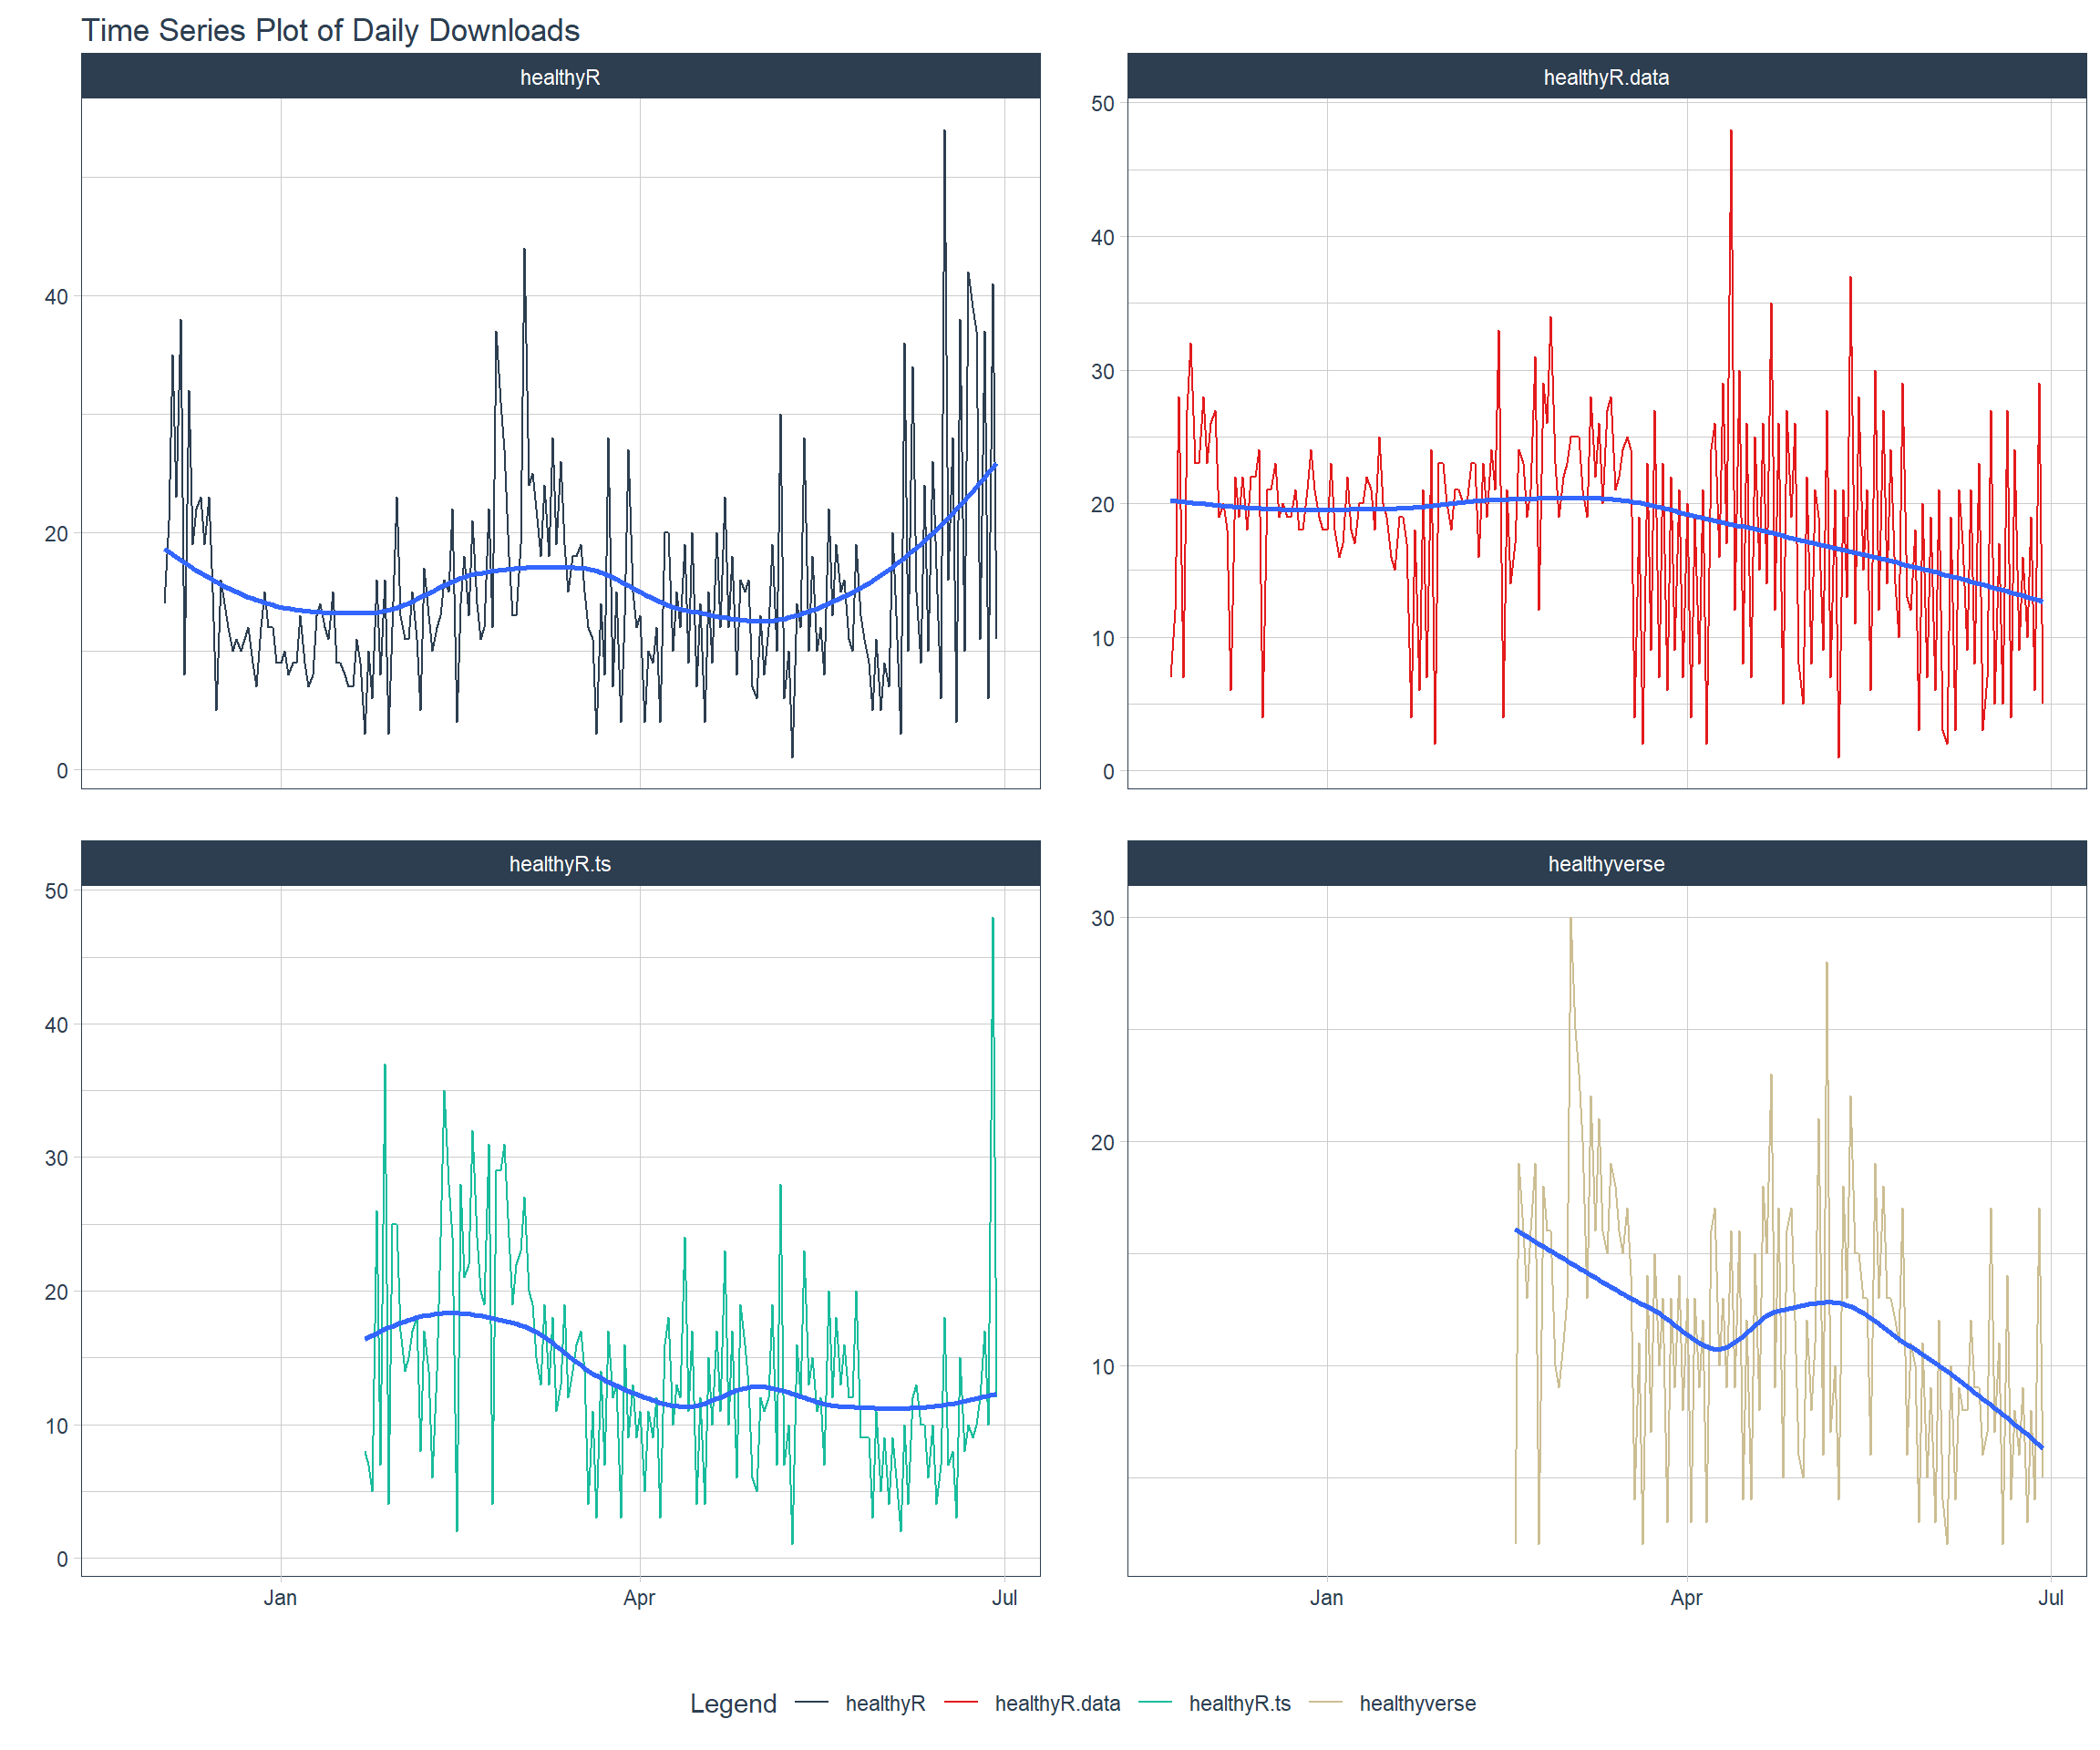 Time Series Plot of Daily Downloads
healthyR
healthyR.data
40
20
0
50
40
30
20
10
0
healthyR.ts
healthyverse
50
40
30
20
10
0
30
20
10
Jan Apr Jul
Jan Apr Jul
Legend healthyR healthyR.data healthyR.ts healthyverse